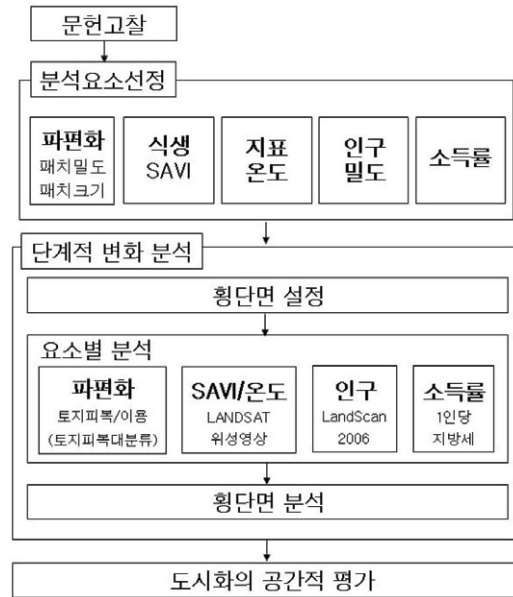 문헌고찰
분석요소선정
파편화
패치밀도
패치크기
식생
SAVI
지표
온도
인구
밀도
소득률
단계적 변화 분석
횡단면 설정
요소별 분석
파편화
토지피복/이용
(토지피복대분류)
SAVI/온도
LANDSAT
위성영상
인구
LandScan
2006
소득률
1인당
지방세
횡단면 분석
도시화의 공간적 평가